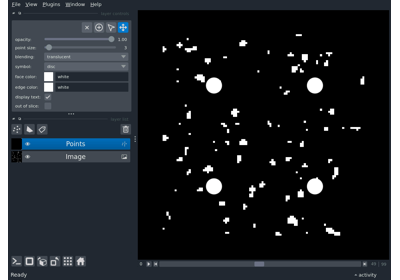 File View Plugins Window Help
opacity: 1.00
point size:
blending: translucent
symbol: disc
face color: white
edge color: white
display text:
out of slice:
Points
Image
Ready
activity